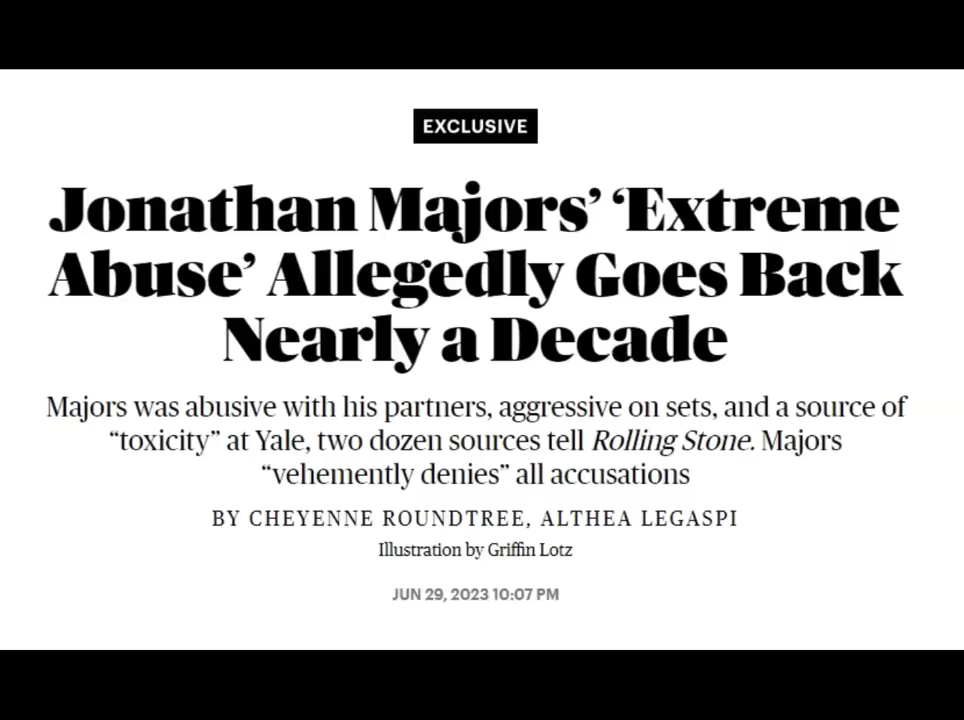 EXCLUSIVE
Jonathan Majors’ ‘Extreme
Abuse’ Allegedly Goes Back
Nearly a Decade
Majors was abusive with his partners, aggressive on sets, and a source of
“toxicity” at Yale, two dozen sources tell Rolling Stone. Majors
“vehemently denies” all accusations
BY CHEYENNE ROUNDTREE, ALTHEA LEGASPI
Illustration by Griffin Lotz
JUN 29, 2023 10:07 PM